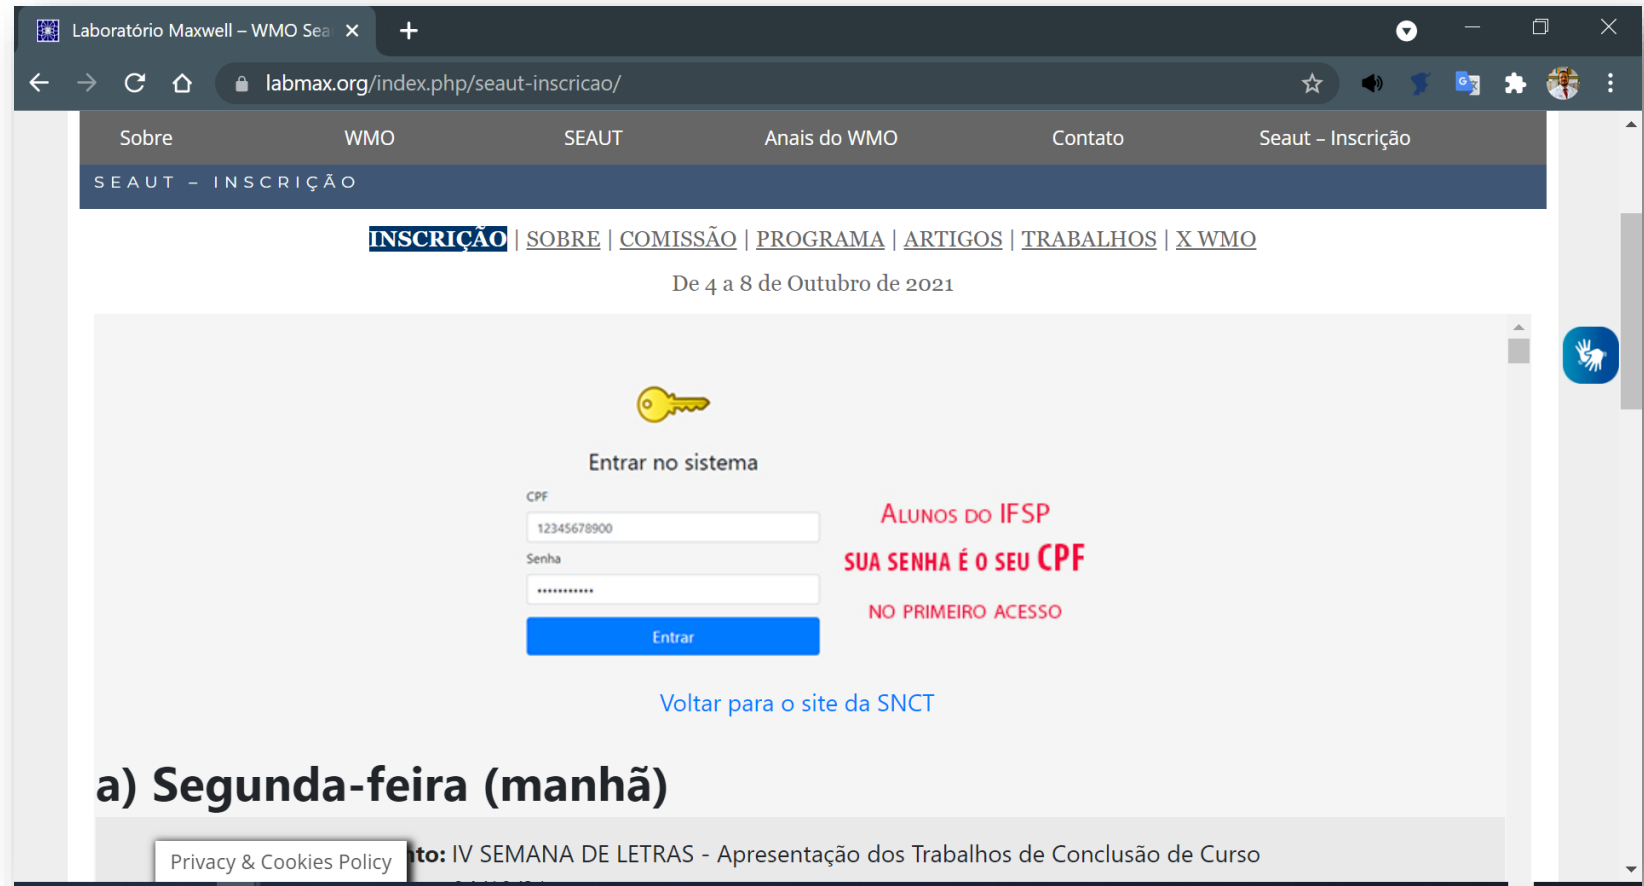 Laboratório Maxwell – WMO Sea
labmax.org/index.php/seaut-inscricao/
Sobre WMO SEAUT Anais do WMO Contato Seaut – Inscrição
SEAUT – INSCRIÇÃO
INSCRIÇÃO | SOBRE | COMISSÃO | PROGRAMA | ARTIGOS | TRABALHOS | X WMO
De 4 a 8 de Outubro de 2021
Entrar no sistema
CPF
12345678900
Senha
•••••••••••
Entrar
ALUNOS DO IFSP
SUA SENHA É O SEU CPF
NO PRIMEIRO ACESSO
Voltar para o site da SNCT
a) Segunda-feira (manhã)
nto: IV SEMANA DE LETRAS - Apresentação dos Trabalhos de Conclusão de Curso
Privacy & Cookies Policy